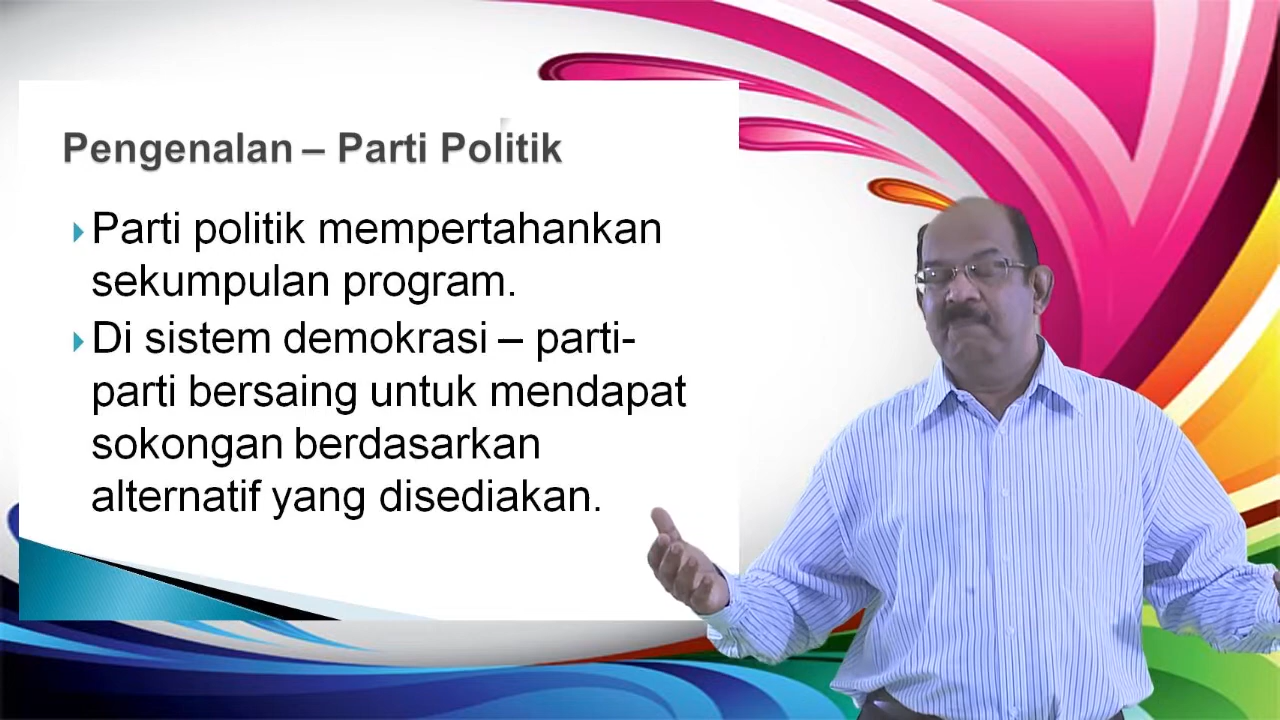 Pengenalan – Parti Politik
Parti politik mempertahankan
sekumpulan program.
Di sistem demokrasi – parti-
parti bersaing untuk mendapat
sokongan berdasarkan
alternatif yang disediakan.